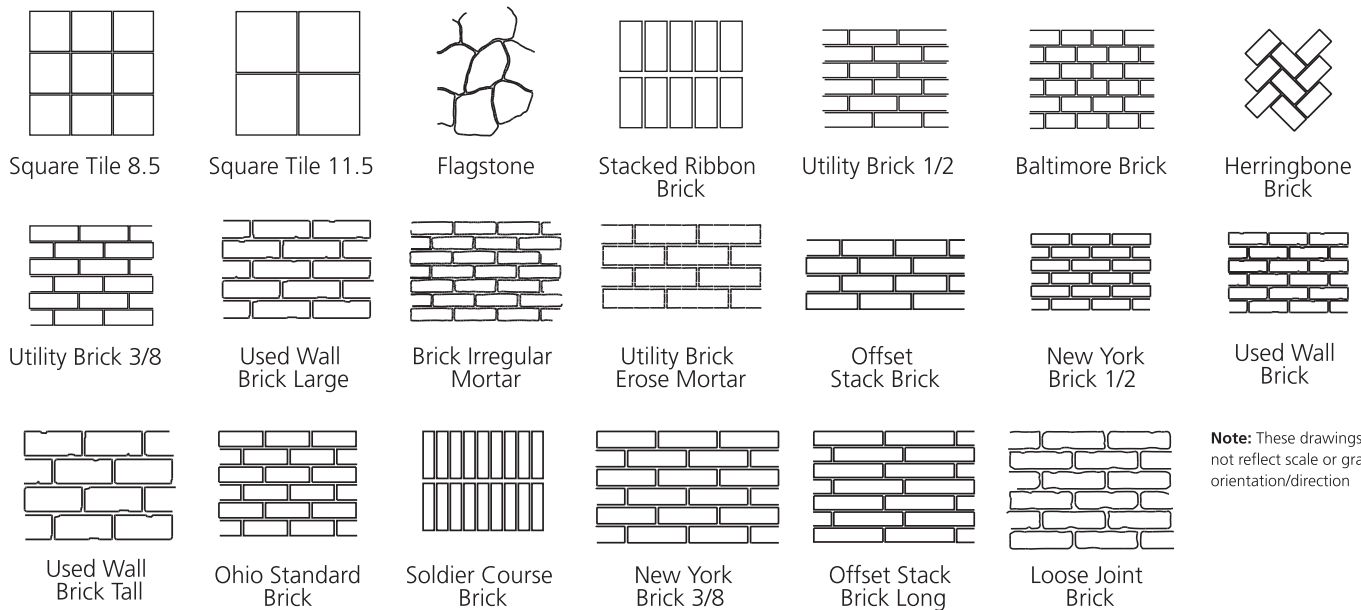 Square Tile 8.5
Square Tile 11.5
Flagstone
Stacked Ribbon
Brick
Utility Brick 1/2
Baltimore Brick
Herringbone
Brick
Utility Brick 3/8
Used Wall
Brick Large
Brick Irregular
Mortar
Utility Brick
Erose Mortar
Offset
Stack Brick
New York
Brick 1/2
Used Wall
Brick
Used Wall
Brick Tall
Ohio Standard
Brick
Soldier Course
Brick
New York
Brick 3/8
Offset Stack
Brick Long
Loose Joint
Brick
Note: These drawings
not reflect scale or
orientation/direction